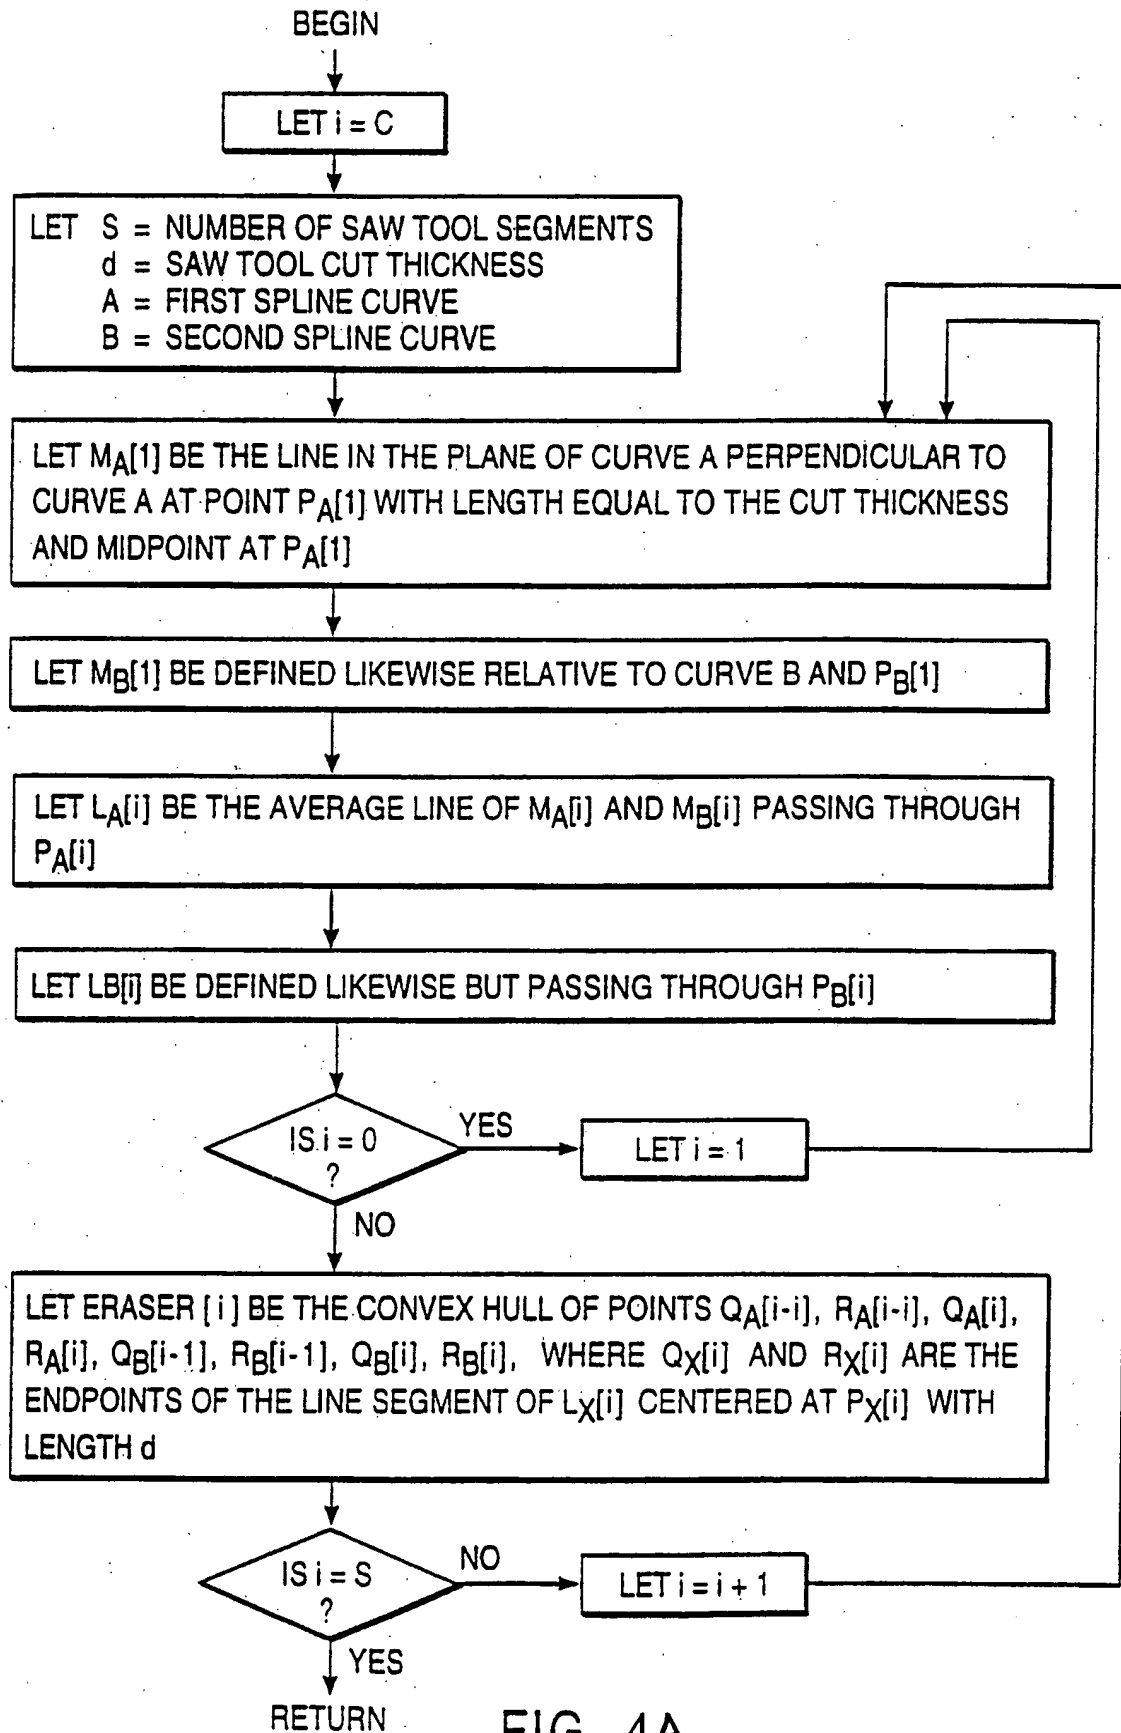 BEGIN
LET i = C
LET S = NUMBER OF SAW TOOL SEGMENTS
d = SAW TOOL CUT THICKNESS
A = FIRST SPLINE CURVE
B = SECOND SPLINE CURVE
LET MA[1] BE THE LINE IN THE PLANE OF CURVE A PERPENDICULAR TO
CURVE A AT POINT PA[1] WITH LENGTH EQUAL TO THE CUT THICKNESS
AND MIDPOINT AT PA[1]
LET MB[1] BE DEFINED LIKEWISE RELATIVE TO CURVE B AND PB[1]
LET LA[i] BE THE AVERAGE LINE OF MA[i] AND MB[i] PASSING THROUGH
PA[i]
LET LB[i] BE DEFINED LIKEWISE BUT PASSING THROUGH PB[i]
IS i = 0
?
YES
LET i = 1
NO
LET ERASER [i] BE THE CONVEX HULL OF POINTS QA[i-i], RA[i-i], QA[i],
RA[i], QB[i-1], RB[i-1], QB[i], RB[i], WHERE QX[i] AND RX[i] ARE THE
ENDPOINTS OF THE LINE SEGMENT OF LX[i] CENTERED AT PX[i] WITH
LENGTH d
IS i = S
?
NO
LET i = i + 1
YES
RETURN
FIG. 4A